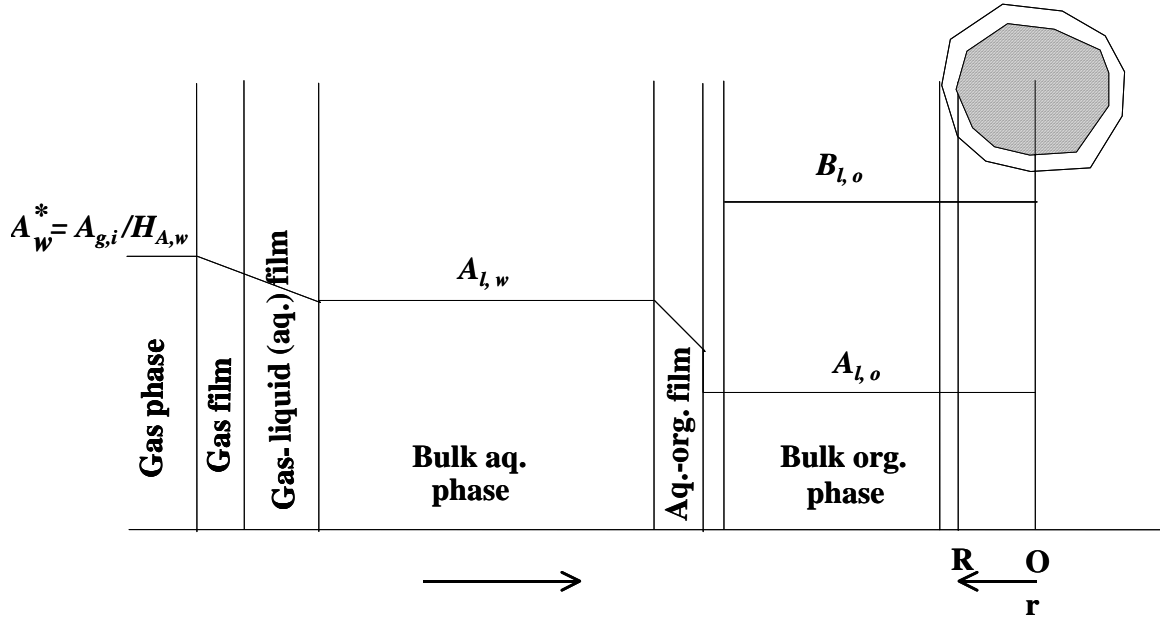 A*w = Ag,i /HA,w
Al, w
Bl, o
Al, o
Gas phase
Gas film
Gas-liquid (aq.) film
Bulk aq.
phase
Aq.-org. film
Bulk org.
phase
R
O
r